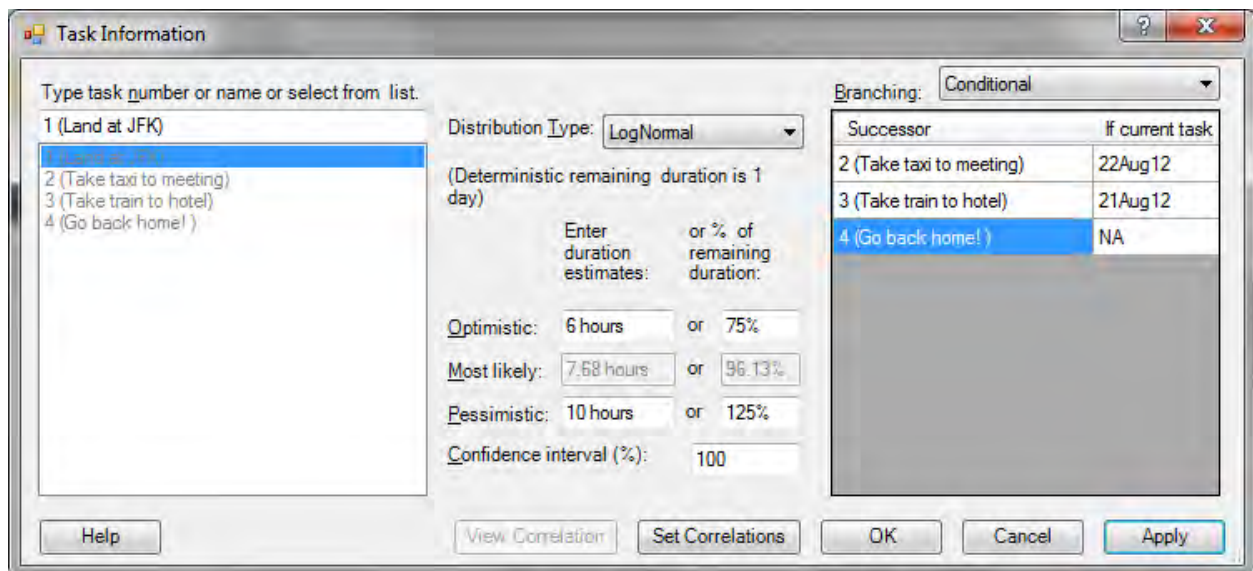 Task Information
Type task number or name or select from list.
1 (Land at JFK)
2 (Take taxi to meeting)
3 (Take train to hotel)
4 (Go back home! )
Distribution Type: LogNormal
(Deterministic remaining duration is 1
day)
Enter
duration
estimates:
or % of
remaining
duration:
Optimistic: 6 hours or 75%
Most likely: 7.68 hours or 96.13%
Pessimistic: 10 hours or 125%
Confidence interval (%): 100
Branching: Conditional
Successor If current task
2 (Take taxi to meeting) 22Aug12
3 (Take train to hotel) 21Aug12
4 (Go back home! ) NA
Help
View Correlation
Set Correlations
OK
Cancel
Apply